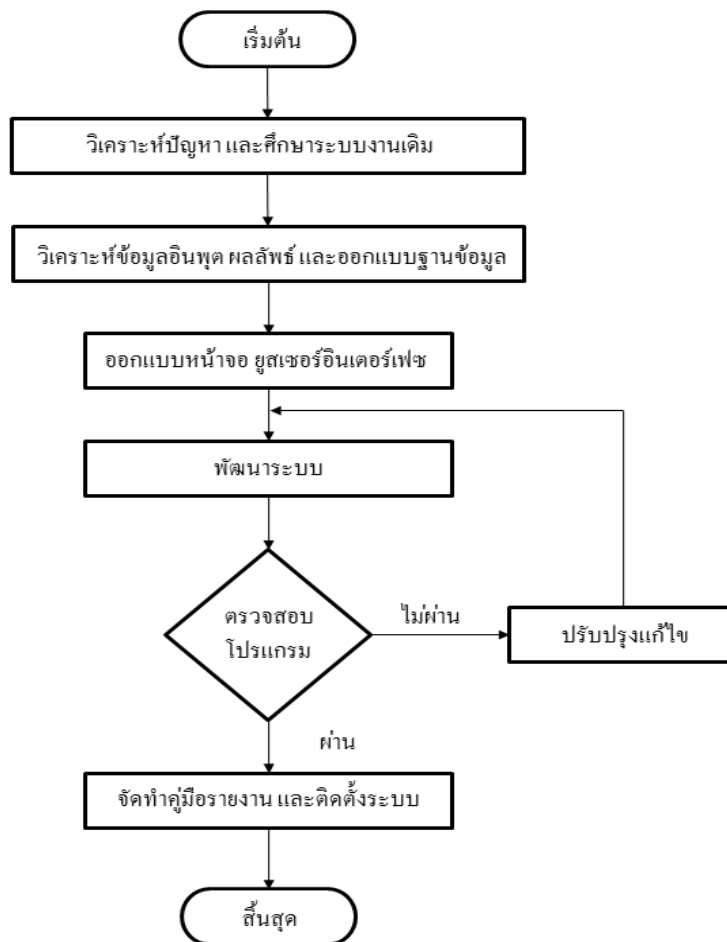 เริ่มต้น
วิเคราะห์ปัญหา และศึกษาระบบงานเดิม
วิเคราะห์ข้อมูลอินพุต ผลลัพธ์ และออกแบบฐานข้อมูล
ออกแบบหน้าจอ ยูสเซอร์อินเตอร์เฟซ
พัฒนาระบบ
ตรวจสอบ
โปรแกรม
ไม่ผ่าน
ปรับปรุงแก้ไข
ผ่าน
จัดทำคู่มือรายงาน และติดตั้งระบบ
สิ้นสุด